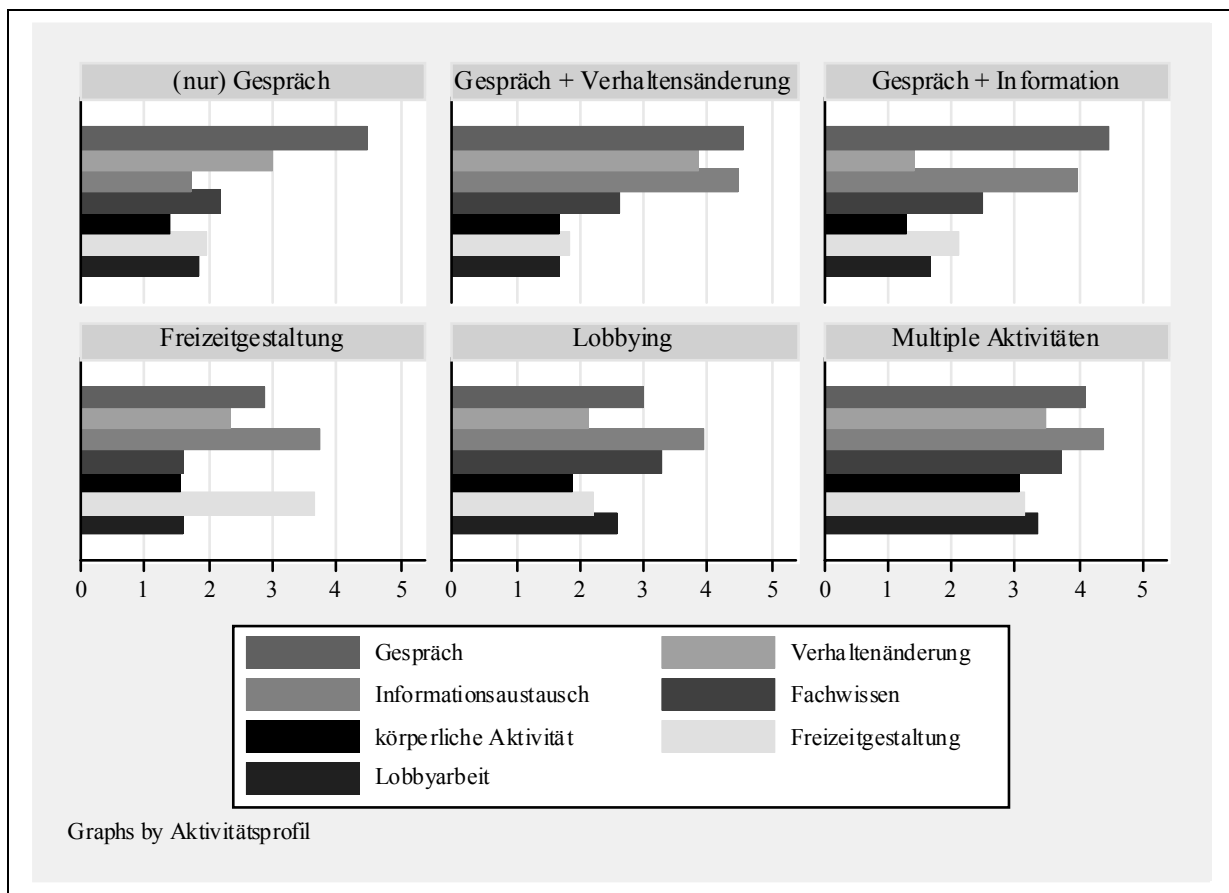 (nur) Gespräch
Gespräch + Verhaltensänderung
Gespräch + Information
Freizeitgestaltung
Lobbying
Multiple Aktivitäten
0 1 2 3 4 5
0 1 2 3 4 5
0 1 2 3 4 5
Gespräch
Verhaltenänderung
Informationsaustausch
Fachwissen
körperliche Aktivität
Freizeitgestaltung
Lobbyarbeit
Graphs by Aktivitätsprofil